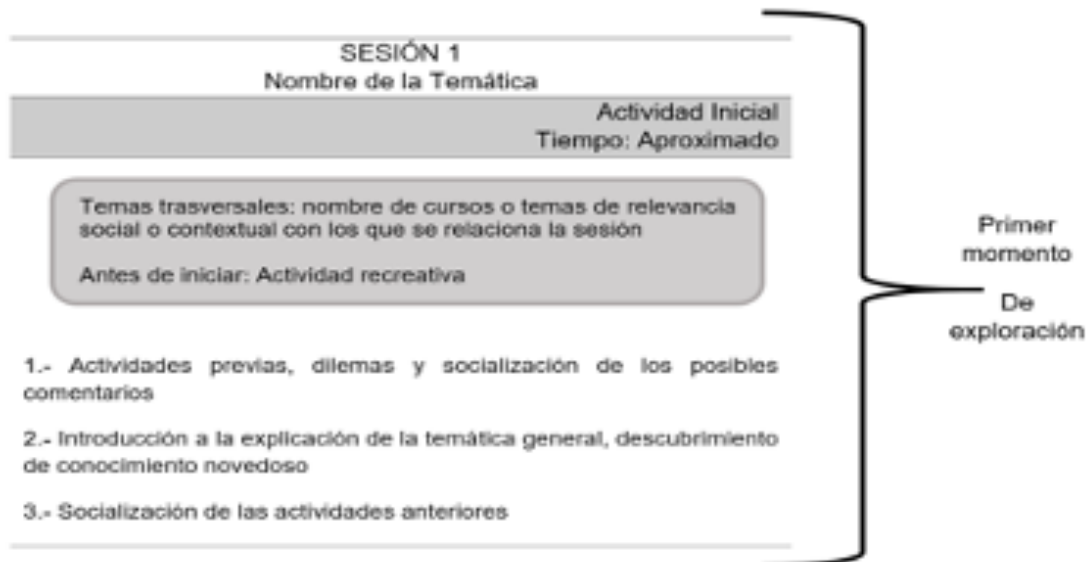 SESIÓN 1
Nombre de la Temática
Actividad Inicial
Tiempo: Aproximado
Temas trasversales: nombre de cursos o temas de relevancia
social o contextual con los que se relaciona la sesión
Antes de iniciar: Actividad recreativa
1.- Actividades previas, dilemas y socialización de los posibles
comentarios
2.- Introducción a la explicación de la temática general, descubrimiento
de conocimiento novedoso
3.- Socialización de las actividades anteriores
Primer
momento
De
exploración